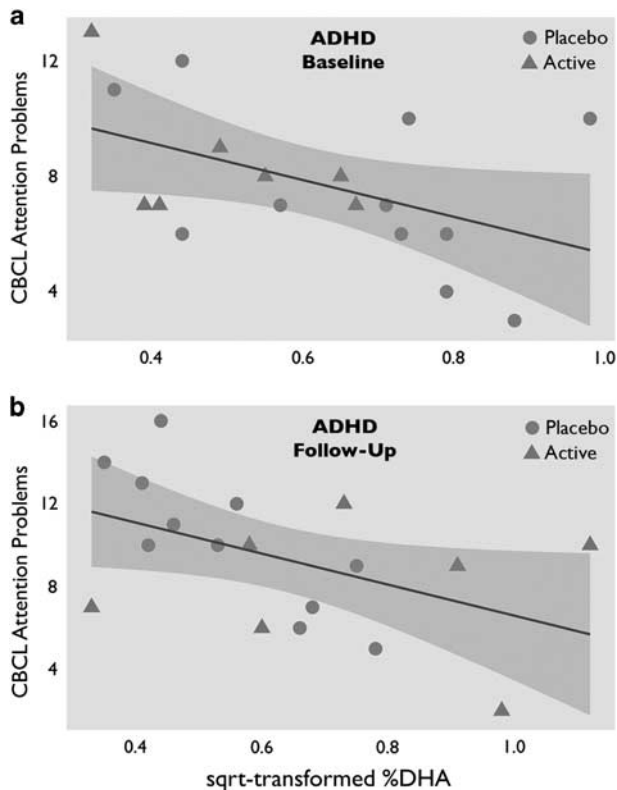 a
ADHD
Baseline
Placebo
Active
12
8
4
CBCL Attention Problems
0.4
0.6
0.8
1.0
b
ADHD
Follow-Up
Placebo
Active
16
12
8
4
CBCL Attention Problems
0.4
0.6
0.8
1.0
sqrt-transformed %DHA